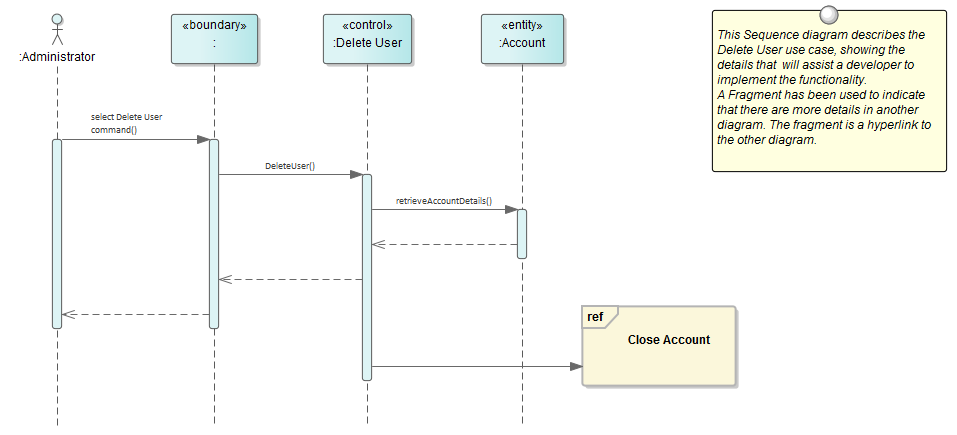 «boundary»
:
«control»
:Delete User
«entity»
:Account
:Administrator
This Sequence diagram describes the
Delete User use case, showing the
details that will assist a developer to
implement the functionality.
A Fragment has been used to indicate
that there are more details in another
diagram. The fragment is a hyperlink to
the other diagram.
select Delete User
command()
DeleteUser()
retrieveAccountDetails()
ref
Close Account